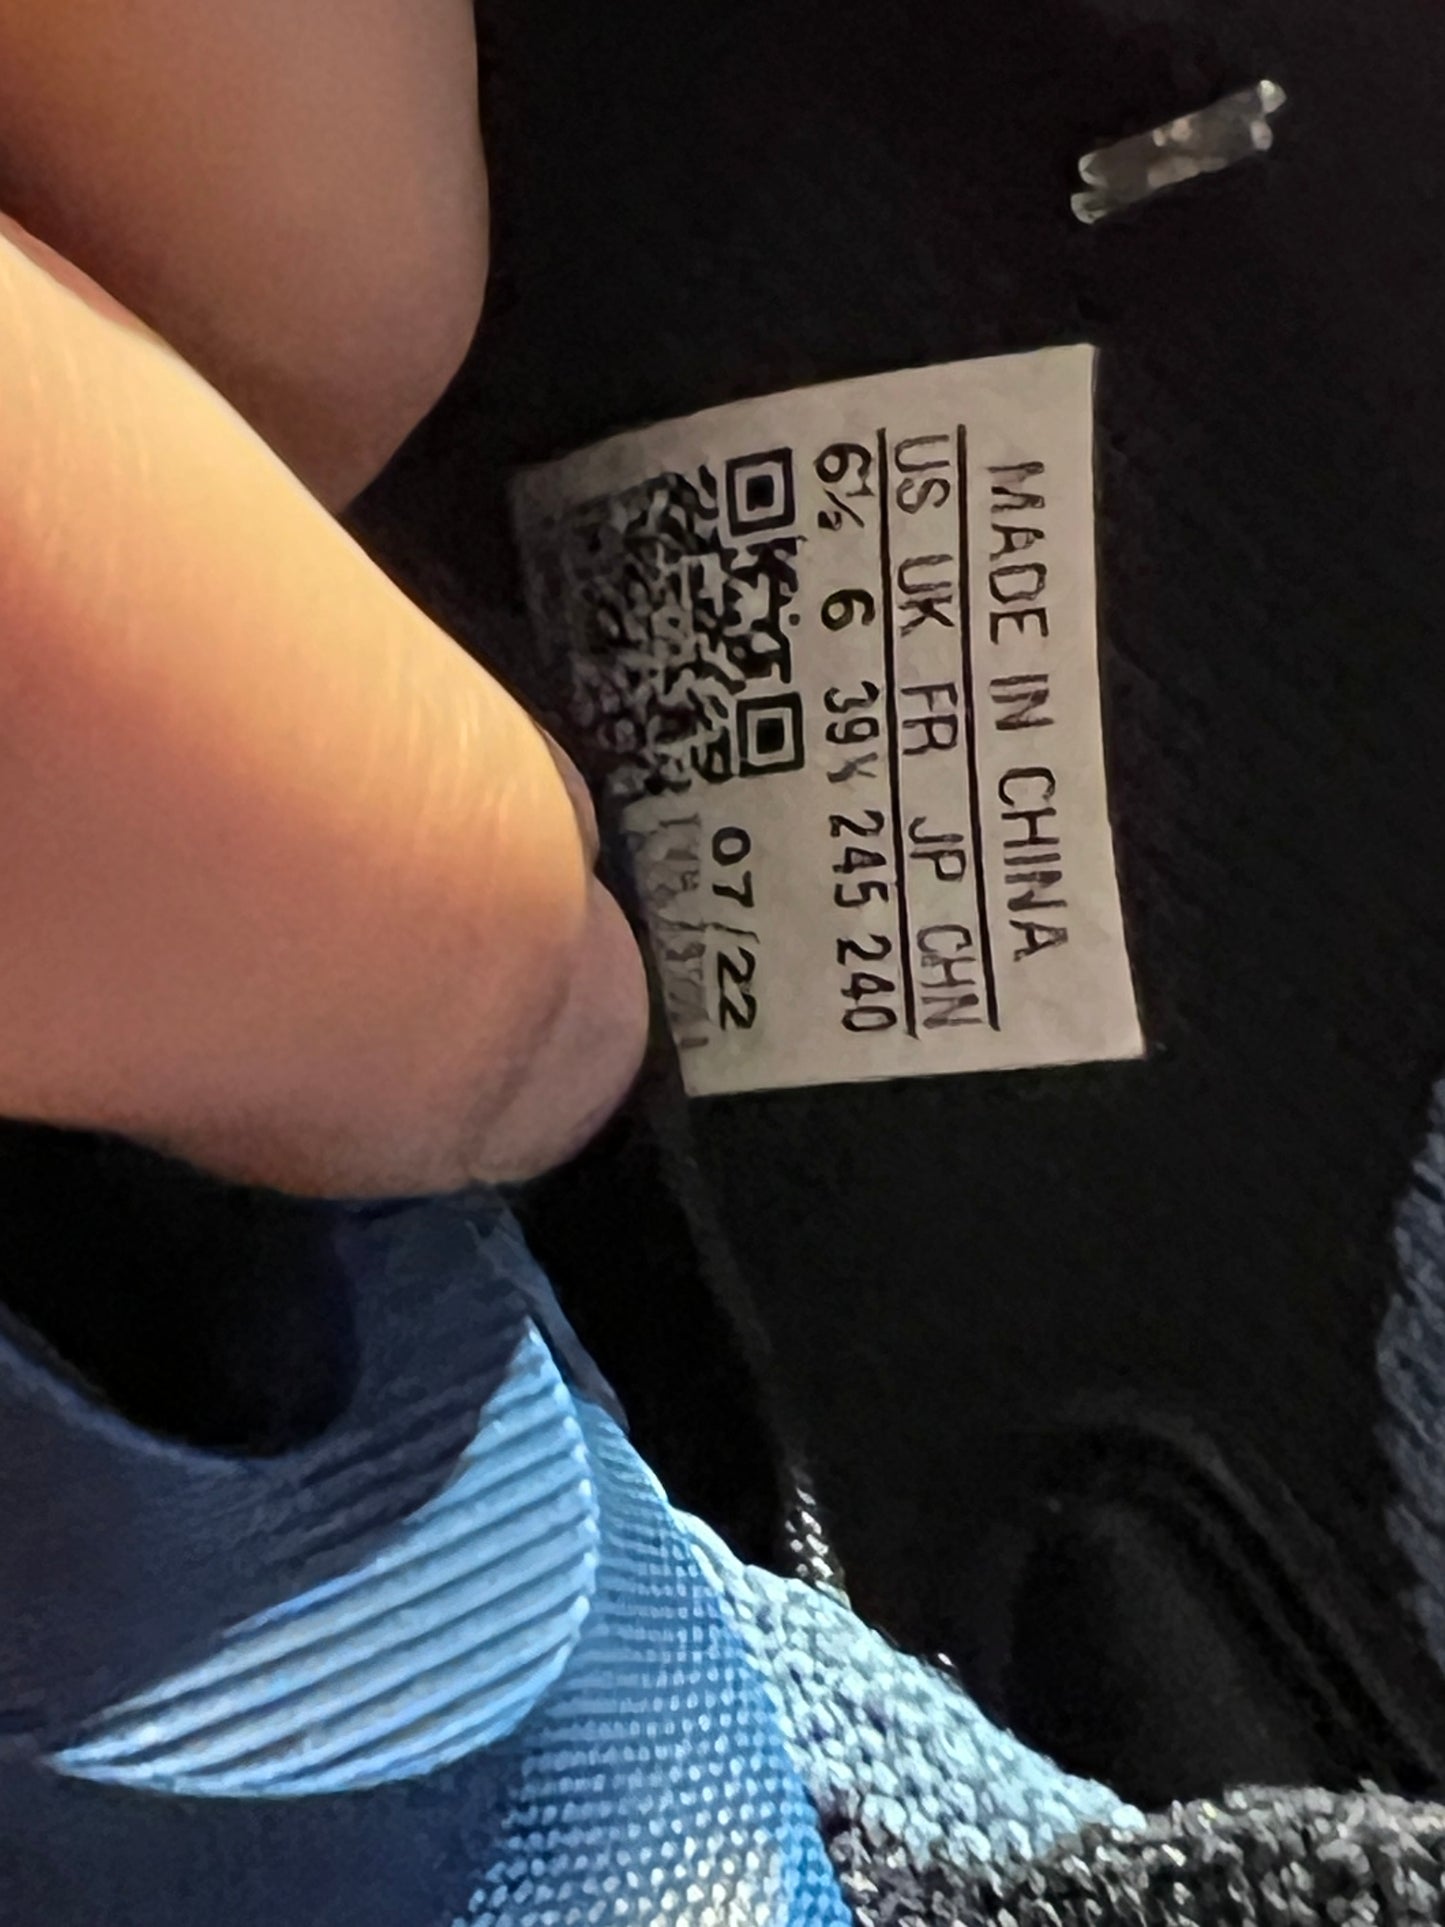 MADE IN CHINA
US UK FR JP CHN
6½ 6 39⅓ 245 240
07/22